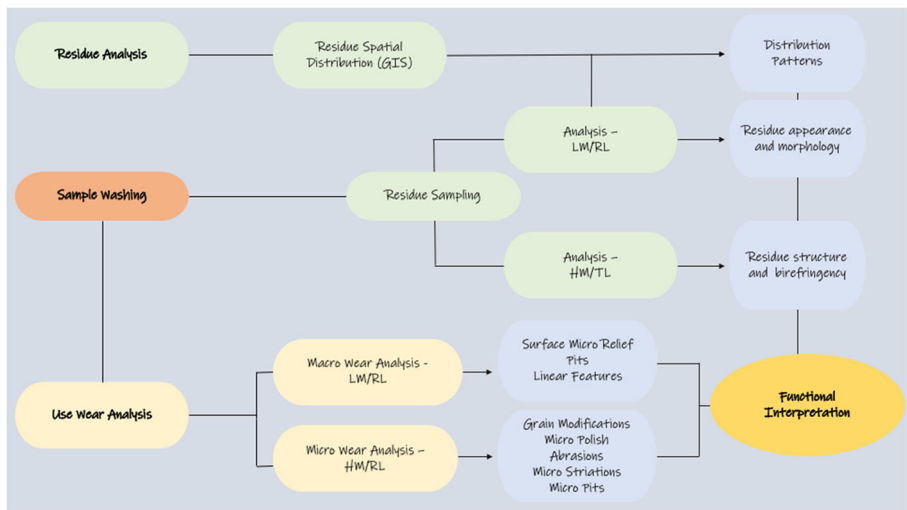 Residue Analysis
Residue Spatial
Distribution (GIS)
Distribution
Patterns
Analysis –
LM/RL
Residue appearance
and morphology
Sample Washing
Residue Sampling
Analysis –
HM/TL
Residue structure
and birefringency
Macro Wear Analysis -
LM/RL
Surface Micro Relief
Pits
Linear Features
Use Wear Analysis
Functional
Interpretation
Micro Wear Analysis –
HM/RL
Grain Modifications
Micro Polish
Abrasions
Micro Striations
Micro Pits